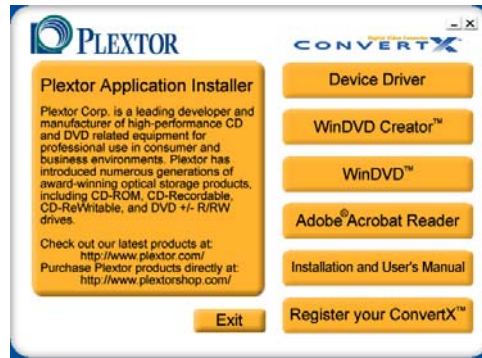 PLEXTOR
Digital Video Converter
CONVERTX
Plextor Application Installer
Plextor Corp. is a leading developer and
manufacturer of high-performance CD
and DVD related equipment for
professional use in consumer and
business environments. Plextor has
introduced numerous generations of
award-winning optical storage products,
including CD-ROM, CD-Recordable,
CD-ReWritable, and DVD +/- R/RW
drives.
Check out our latest products at:
http://www.plextor.com/
Purchase Plextor products directly at:
http://www.plextorshop.com/
Exit
Device Driver
WinDVD Creator™
WinDVD™
Adobe®Acrobat Reader
Installation and User's Manual
Register your ConvertX™